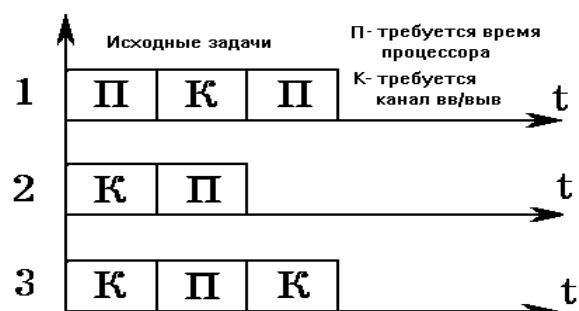 Исходные задачи
П- требуется время
процессора
К- требуется
канал вв/выв
1 П К П t
2 К П t
3 К П К t